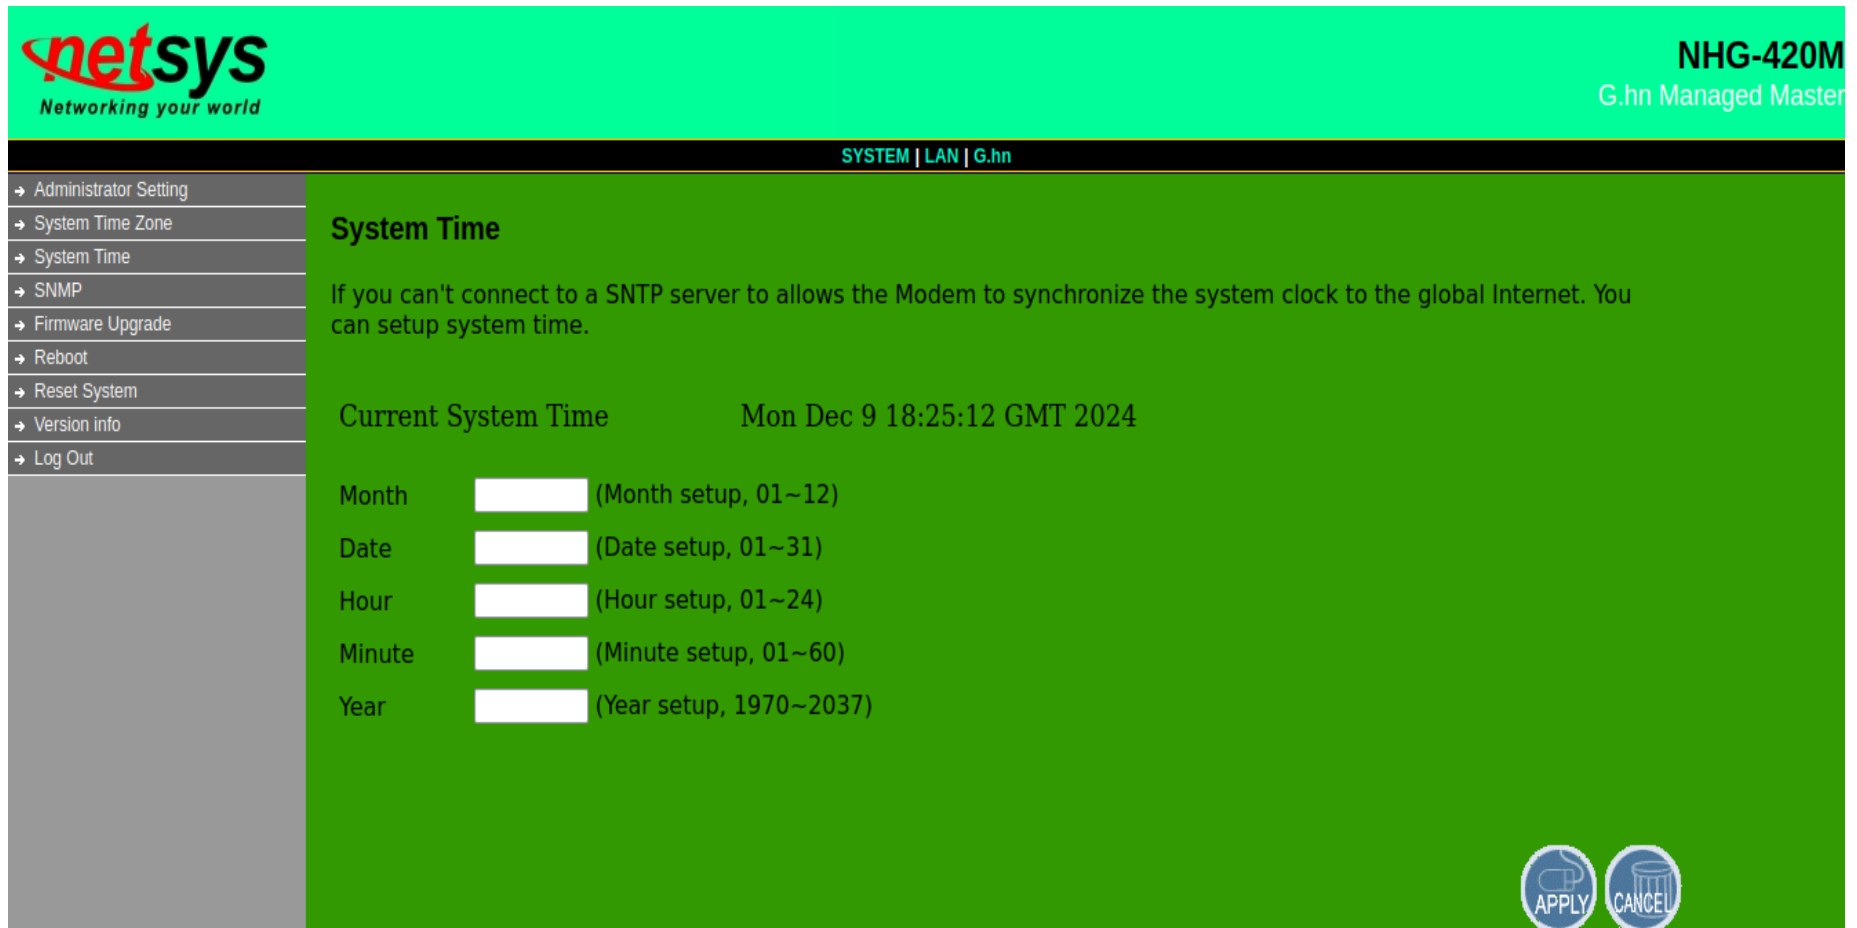 netsys
Networking your world
NHG-420M
G.hn Managed Master
SYSTEM | LAN | G.hn
Administrator Setting
System Time Zone
System Time
SNMP
Firmware Upgrade
Reboot
Reset System
Version info
Log Out
System Time
If you can't connect to a SNTP server to allows the Modem to synchronize the system clock to the global Internet. You
can setup system time.
Current System Time Mon Dec 9 18:25:12 GMT 2024
Month (Month setup, 01~12)
Date (Date setup, 01~31)
Hour (Hour setup, 01~24)
Minute (Minute setup, 01~60)
Year (Year setup, 1970~2037)
APPLY CANCEL